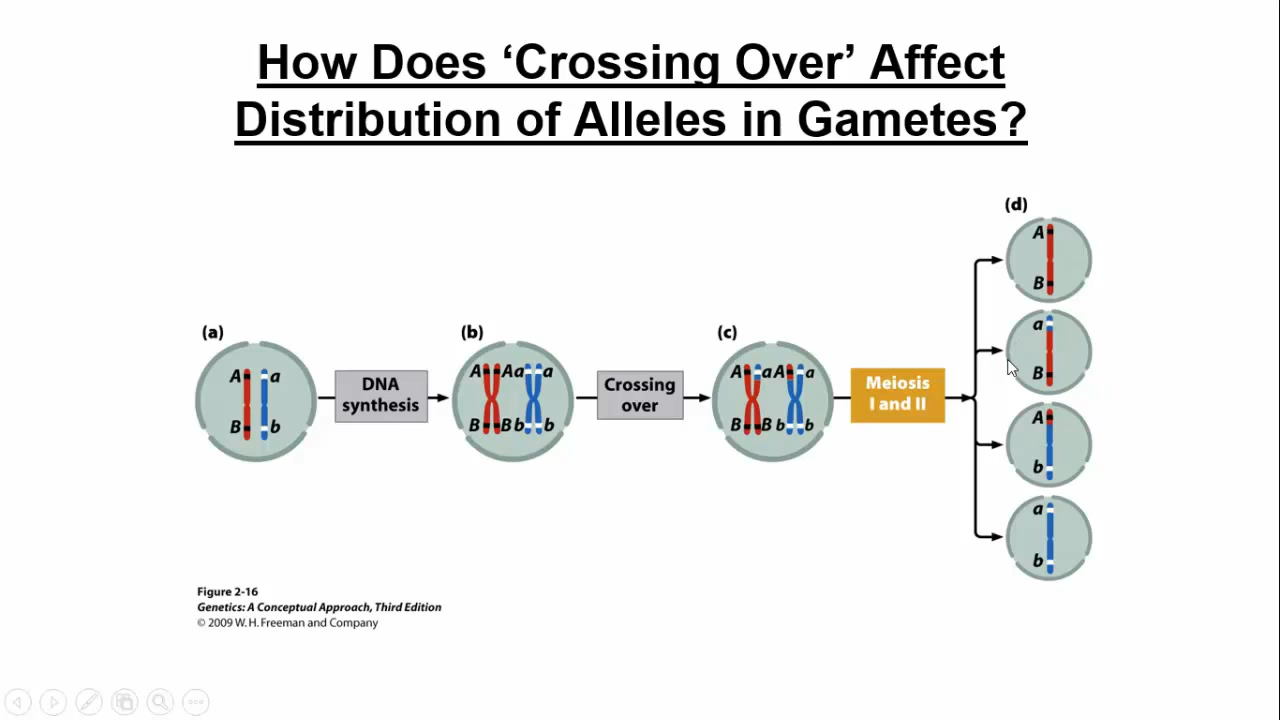 How Does ‘Crossing Over’ Affect
Distribution of Alleles in Gametes?
(a)
A a
B b
DNA
synthesis
(b)
A A a a
B B b b
Crossing
over
(c)
A a A a
B B b b
Meiosis
I and II
(d)
A
B
a
B
A
b
a
b
Figure 2-16
Genetics: A Conceptual Approach, Third Edition
© 2009 W. H. Freeman and Company